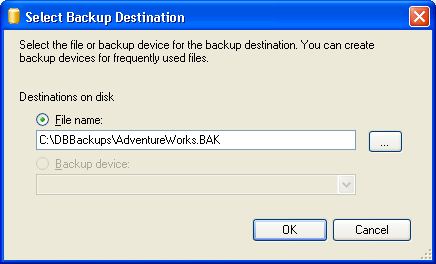 Select Backup Destination
Select the file or backup device for the backup destination. You can create
backup devices for frequently used files.
Destinations on disk
File name:
C:\DBBackups\AdventureWorks.BAK
...
Backup device:
OK
Cancel